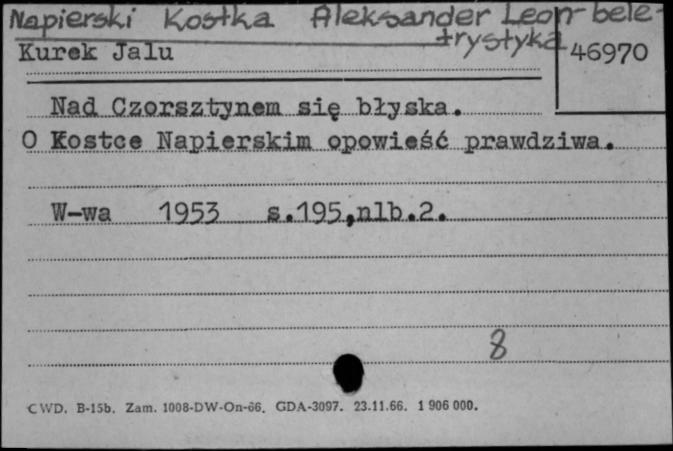 Napierski Kostka Aleksander Leon - bele-
trystyka
Kurek Jalu
46970
Nad Czorsztynem się błyska.
O Kostce Napierskim opowieść prawdziwa.
W-wa 1953 s.195,nlb.2.
8
CWD. B-15b. Zam. 1008-DW-On-66. GDA-3097. 23.11.66. 1 906 000.